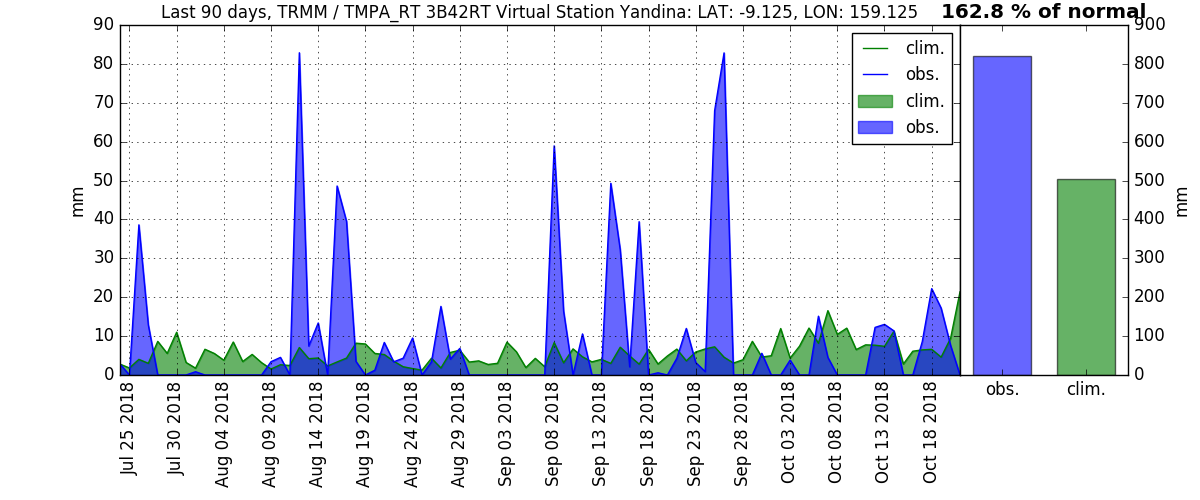 Last 90 days, TRMM / TMPA_RT 3B42RT Virtual Station Yandina: LAT: -9.125, LON: 159.125
162.8 % of normal
90
80
70
60
50
40
30
20
10
0
mm
clim.
obs.
clim.
obs.
Jul 25 2018
Jul 30 2018
Aug 04 2018
Aug 09 2018
Aug 14 2018
Aug 19 2018
Aug 24 2018
Aug 29 2018
Sep 03 2018
Sep 08 2018
Sep 13 2018
Sep 18 2018
Sep 23 2018
Sep 28 2018
Oct 03 2018
Oct 08 2018
Oct 13 2018
Oct 18 2018
900
800
700
600
500
400
300
200
100
0
mm
obs.
clim.